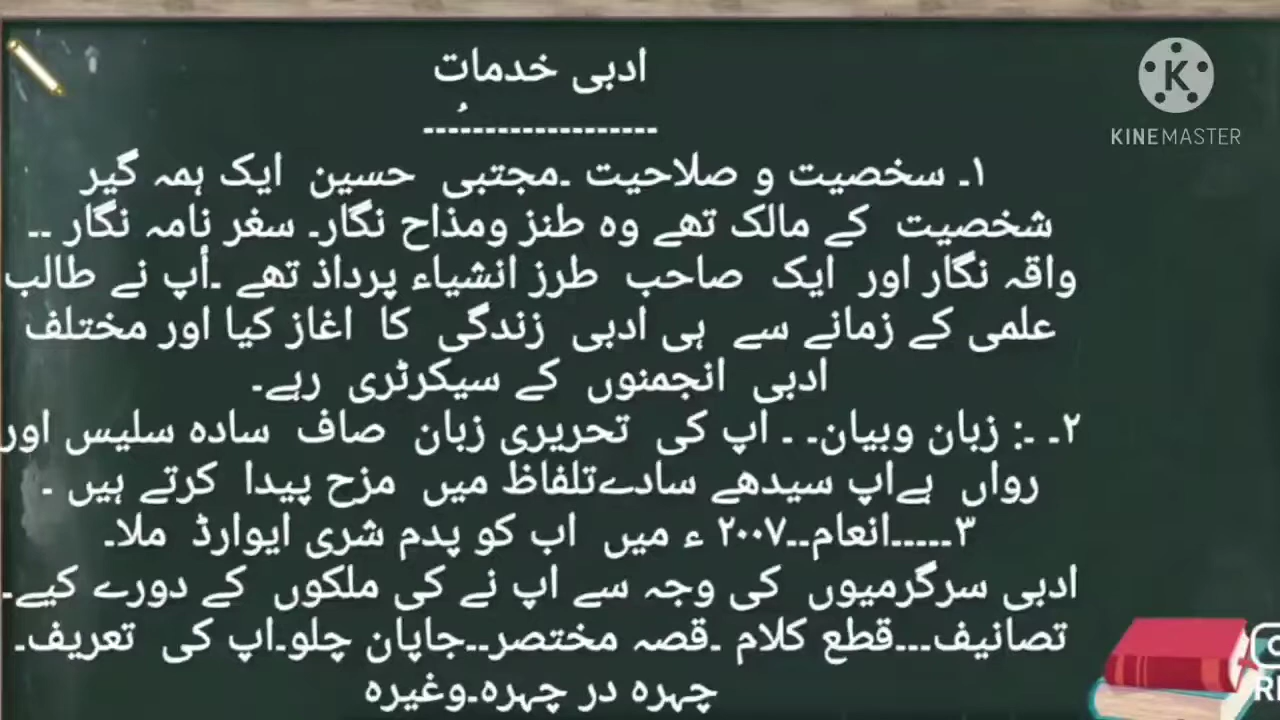 ادبی خدمات
-------------------
KINEMASTER
۱۔ سخصیت و صلاحیت ۔مجتبی حسین ایک ہمہ گیر
شخصیت کے مالک تھے وہ طنز ومذاح نگار۔ سغر نامہ نگار ۔۔
واقہ نگار اور ایک صاحب طرز انشیاء پرداذ تھے ۔أپ نے طالب
علمی کے زمانے سے ہی ادبی زندگی کا اغاز کیا اور مختلف
ادبی انجمنوں کے سیکرٹری رہے۔
۲۔ ۔: زبان وبیان۔ ۔ اپ کی تحریری زبان صاف سادہ سلیس اور
رواں ہےاپ سیدھے سادےتلفاظ میں مزح پیدا کرتے ہیں ۔
۳۔۔۔۔۔انعام۔۔۲۰۰۷ ء میں اب کو پدم شری ایوارڈ ملا۔
ادبی سرگرمیوں کی وجہ سے اپ نے کی ملکوں کے دورے کیے۔
تصانیف۔۔۔قطع کلام ۔قصہ مختصر۔۔جاپان چلو۔اپ کی تعریف۔
چہرہ در چہرہ۔وغیرہ